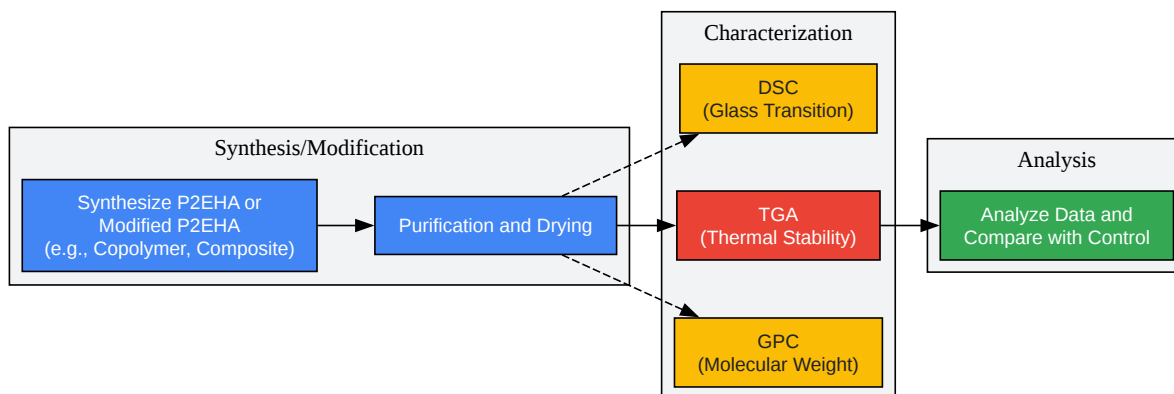 Synthesis/Modification
Synthesize P2EHA or
Modified P2EHA
(e.g., Copolymer, Composite)
Purification and Drying
Characterization
DSC
(Glass Transition)
TGA
(Thermal Stability)
GPC
(Molecular Weight)
Analysis
Analyze Data and
Compare with Control